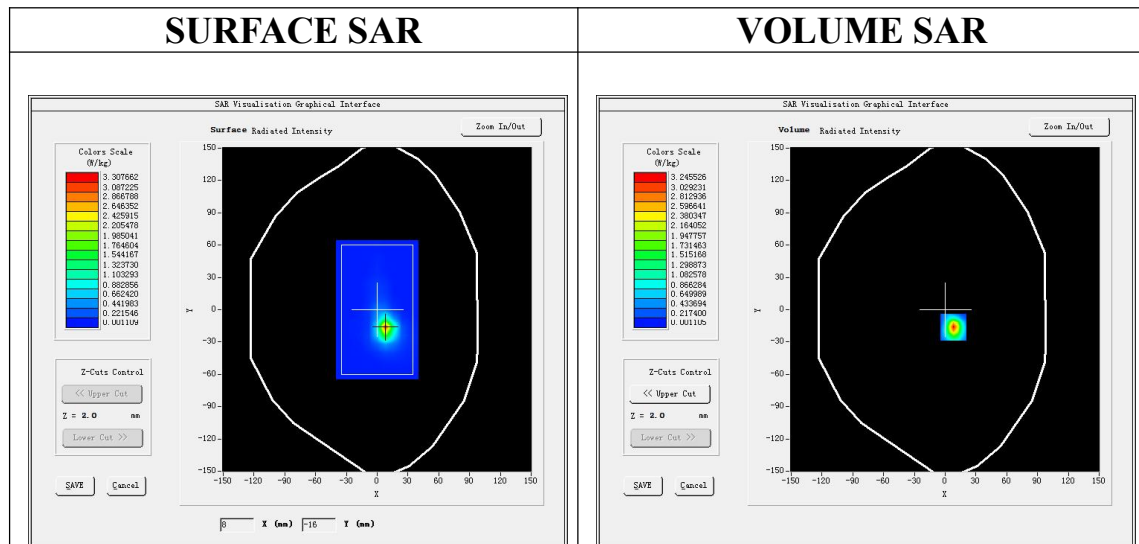 SURFACE SAR
SAR Visualisation Graphical Interface
Surface Radiated Intensity
Zoom In/Out
Colors Scale
(W/kg)
3.307662
3.087225
2.866788
2.646352
2.425915
2.205478
1.985041
1.764604
1.544167
1.323730
1.103293
0.882856
0.662420
0.441983
0.221546
0.001109
Z-Cuts Control
<< Upper Cut
Z = 2.0 mm
Lower Cut >>
SAVE Cancel
150
120
90
60
30
0
-30
-60
-90
-120
-150
Y
-150 -120 -90 -60 -30 0 30 60 90 120 150
X
8 X (mm) -16 Y (mm)
VOLUME SAR
SAR Visualisation Graphical Interface
Volume Radiated Intensity
Zoom In/Out
Colors Scale
(W/kg)
3.245526
3.029231
2.812936
2.596641
2.380347
2.164052
1.947757
1.731463
1.515168
1.298873
1.082578
0.866284
0.649989
0.433694
0.217400
0.001105
Z-Cuts Control
<< Upper Cut
Z = 2.0 mm
Lower Cut >>
SAVE Cancel
150
120
90
60
30
0
-30
-60
-90
-120
-150
Y
-150 -120 -90 -60 -30 0 30 60 90 120 150
X